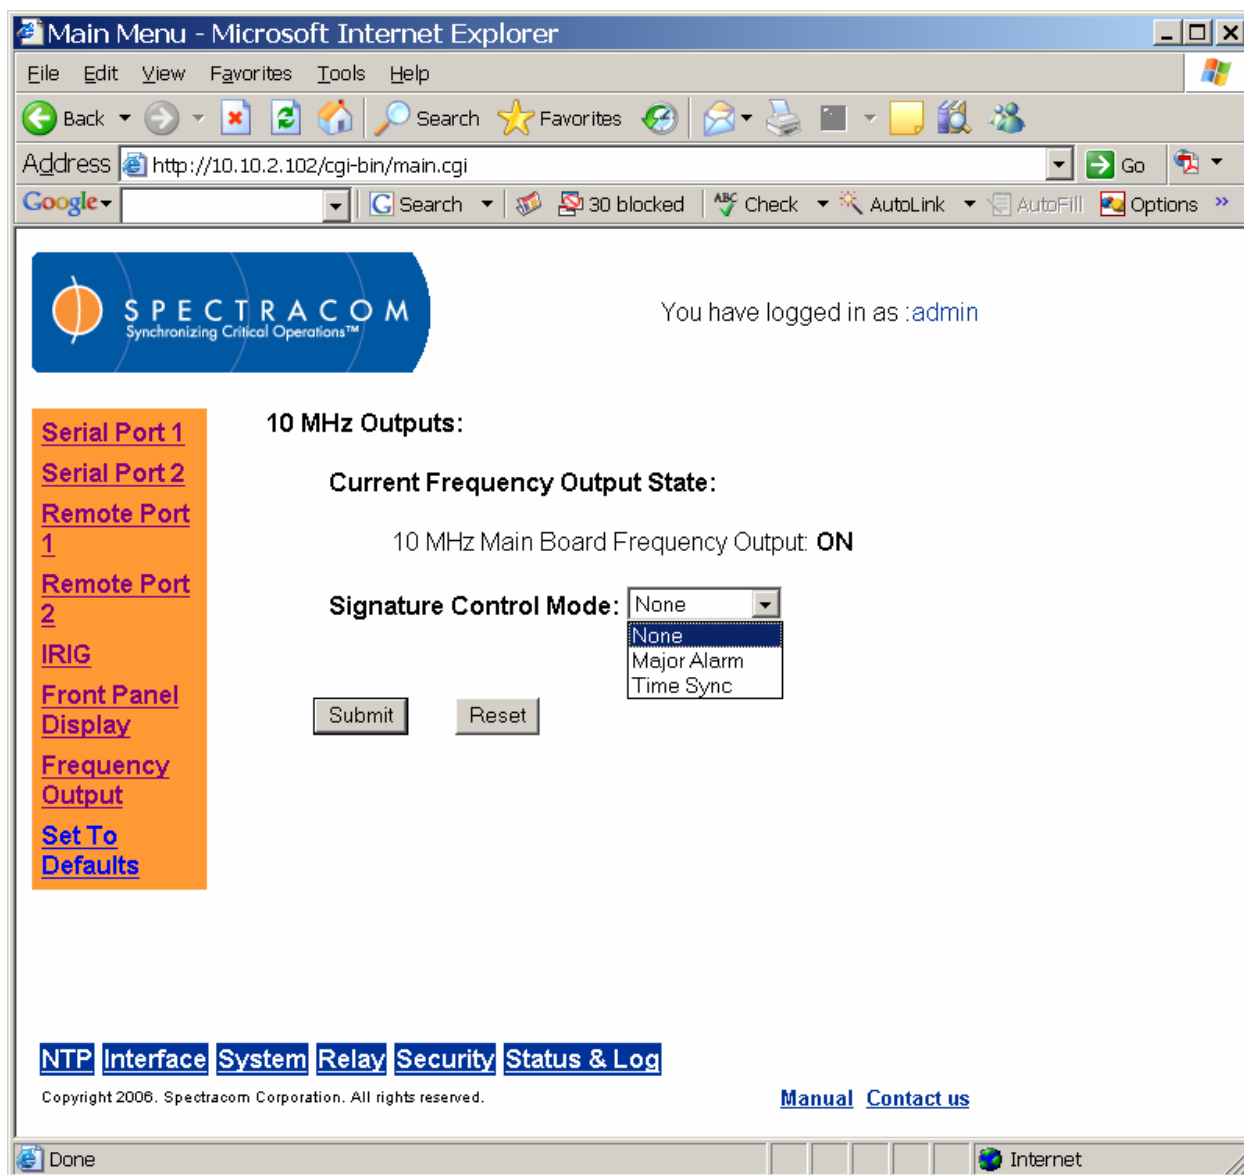 Main Menu - Microsoft Internet Explorer
File Edit View Favorites Tools Help
Back Search Favorites
Address http://10.10.2.102/cgi-bin/main.cgi Go
Google G Search 30 blocked ABC Check AutoLink AutoFill Options »
SPECTRACOM
Synchronizing Critical Operations™
You have logged in as :admin
Serial Port 1
Serial Port 2
Remote Port
1
Remote Port
2
IRIG
Front Panel
Display
Frequency
Output
Set To
Defaults
10 MHz Outputs:
Current Frequency Output State:
10 MHz Main Board Frequency Output: ON
Signature Control Mode: None
None
Major Alarm
Time Sync
Submit Reset
NTP Interface System Relay Security Status & Log
Copyright 2006. Spectracom Corporation. All rights reserved.
Manual Contact us
Done Internet